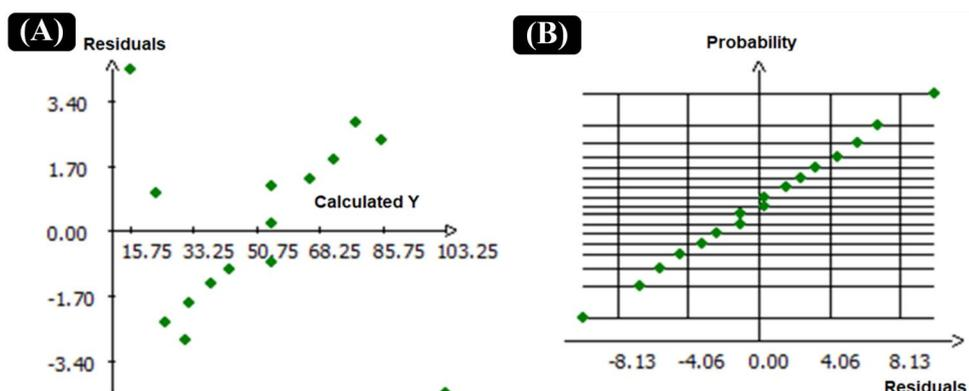 (A)
Residuals
3.40
1.70
Calculated Y
0.00
15.75 33.25 50.75 68.25 85.75 103.25
-1.70
-3.40
(B)
Probability
-8.13 -4.06 0.00 4.06 8.13
Residuals